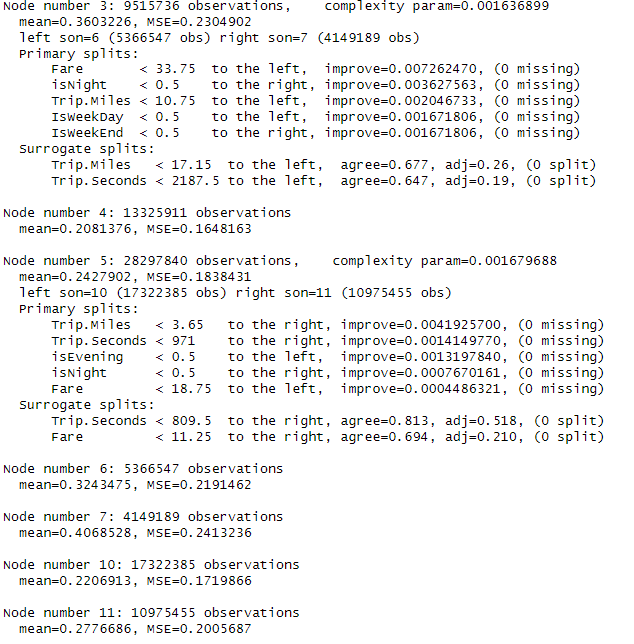 Node number 3: 9515736 observations,    complexity param=0.001636899
  mean=0.3603226, MSE=0.2304902
  left son=6 (5366547 obs) right son=7 (4149189 obs)
  Primary splits:
      Fare       < 33.75  to the left,  improve=0.007262470, (0 missing)
      isNight    < 0.5    to the right, improve=0.003627563, (0 missing)
      Trip.Miles < 10.75  to the left,  improve=0.002046733, (0 missing)
      IsWeekDay  < 0.5    to the left,  improve=0.001671806, (0 missing)
      IsWeekEnd  < 0.5    to the right, improve=0.001671806, (0 missing)
  Surrogate splits:
      Trip.Miles   < 17.15  to the left,  agree=0.677, adj=0.26, (0 split)
      Trip.Seconds < 2187.5 to the left,  agree=0.647, adj=0.19, (0 split)

Node number 4: 13325911 observations
  mean=0.2081376, MSE=0.1648163

Node number 5: 28297840 observations,    complexity param=0.001679688
  mean=0.2427902, MSE=0.1838431
  left son=10 (17322385 obs) right son=11 (10975455 obs)
  Primary splits:
      Trip.Miles   < 3.65   to the right, improve=0.0041925700, (0 missing)
      Trip.Seconds < 971    to the right, improve=0.0014149770, (0 missing)
      isEvening    < 0.5    to the left,  improve=0.0013197840, (0 missing)
      isNight      < 0.5    to the right, improve=0.0007670161, (0 missing)
      Fare         < 18.75  to the left,  improve=0.0004486321, (0 missing)
  Surrogate splits:
      Trip.Seconds < 809.5  to the right, agree=0.813, adj=0.518, (0 split)
      Fare         < 11.25  to the right, agree=0.694, adj=0.210, (0 split)

Node number 6: 5366547 observations
  mean=0.3243475, MSE=0.2191462

Node number 7: 4149189 observations
  mean=0.4068528, MSE=0.2413236

Node number 10: 17322385 observations
  mean=0.2206913, MSE=0.1719866

Node number 11: 10975455 observations
  mean=0.2776686, MSE=0.2005687